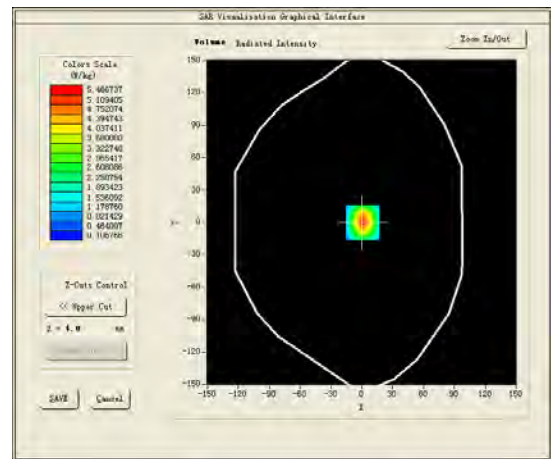 SAR Visualisation Graphical Interface
Volume Radiated Intensity
Zoom In/Out
Colors Scale
(W/kg)
5.466737
5.109405
4.752074
4.394743
4.037411
3.680080
3.322748
2.965417
2.608086
2.250754
1.893423
1.536092
1.178760
0.821429
0.464097
0.106766
Z-Cuts Control
<< Upper Cut
Z = 4.0 mm
SAVE
Cancel
150
120
90
60
30
0
-30
-60
-90
-120
-150
Y
-150 -120 -90 -60 -30 0 30 60 90 120 150
X